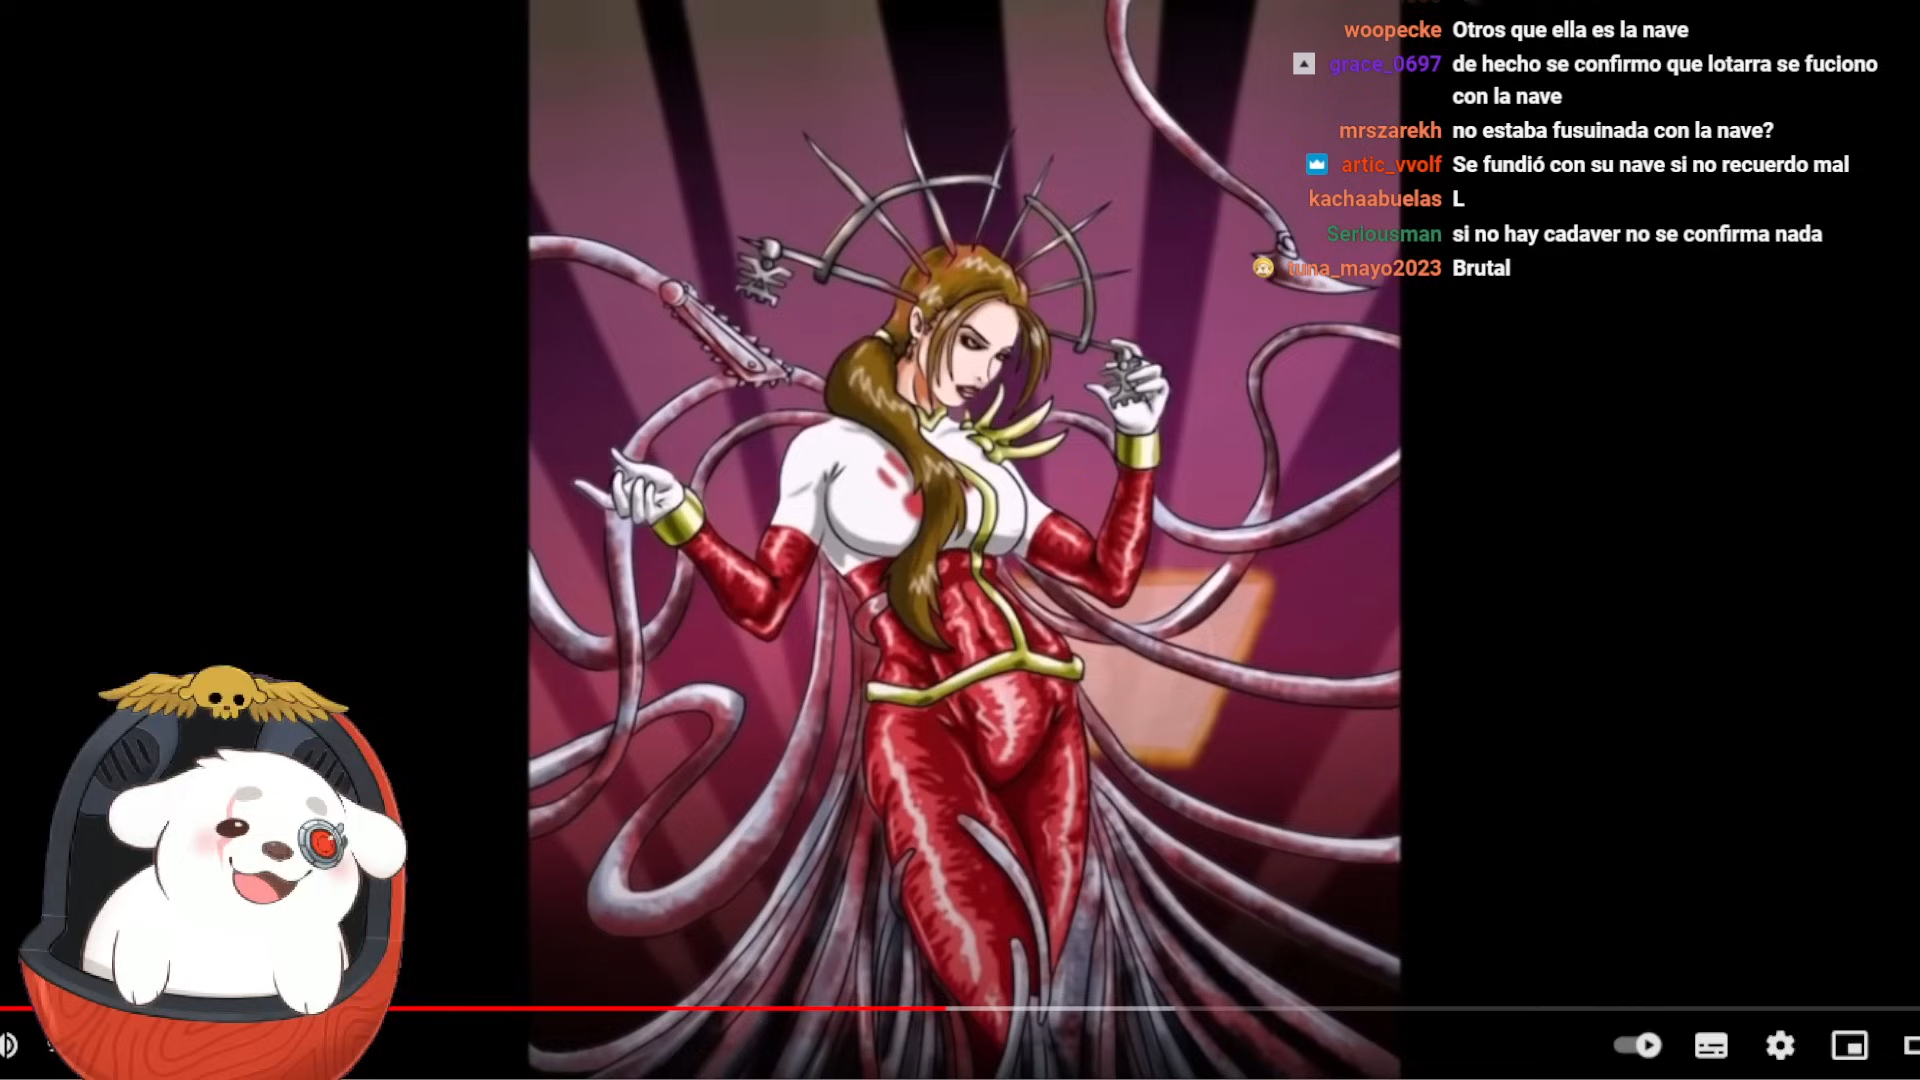 woopecke Otros que ella es la nave
grace_0697 de hecho se confirmo que lotarra se fuciono
con la nave
mrszarekh no estaba fusuinada con la nave?
artic_vvolf Se fundió con su nave si no recuerdo mal
kachaabuelas L
Seriousman si no hay cadaver no se confirma nada
tuna_mayo2023 Brutal